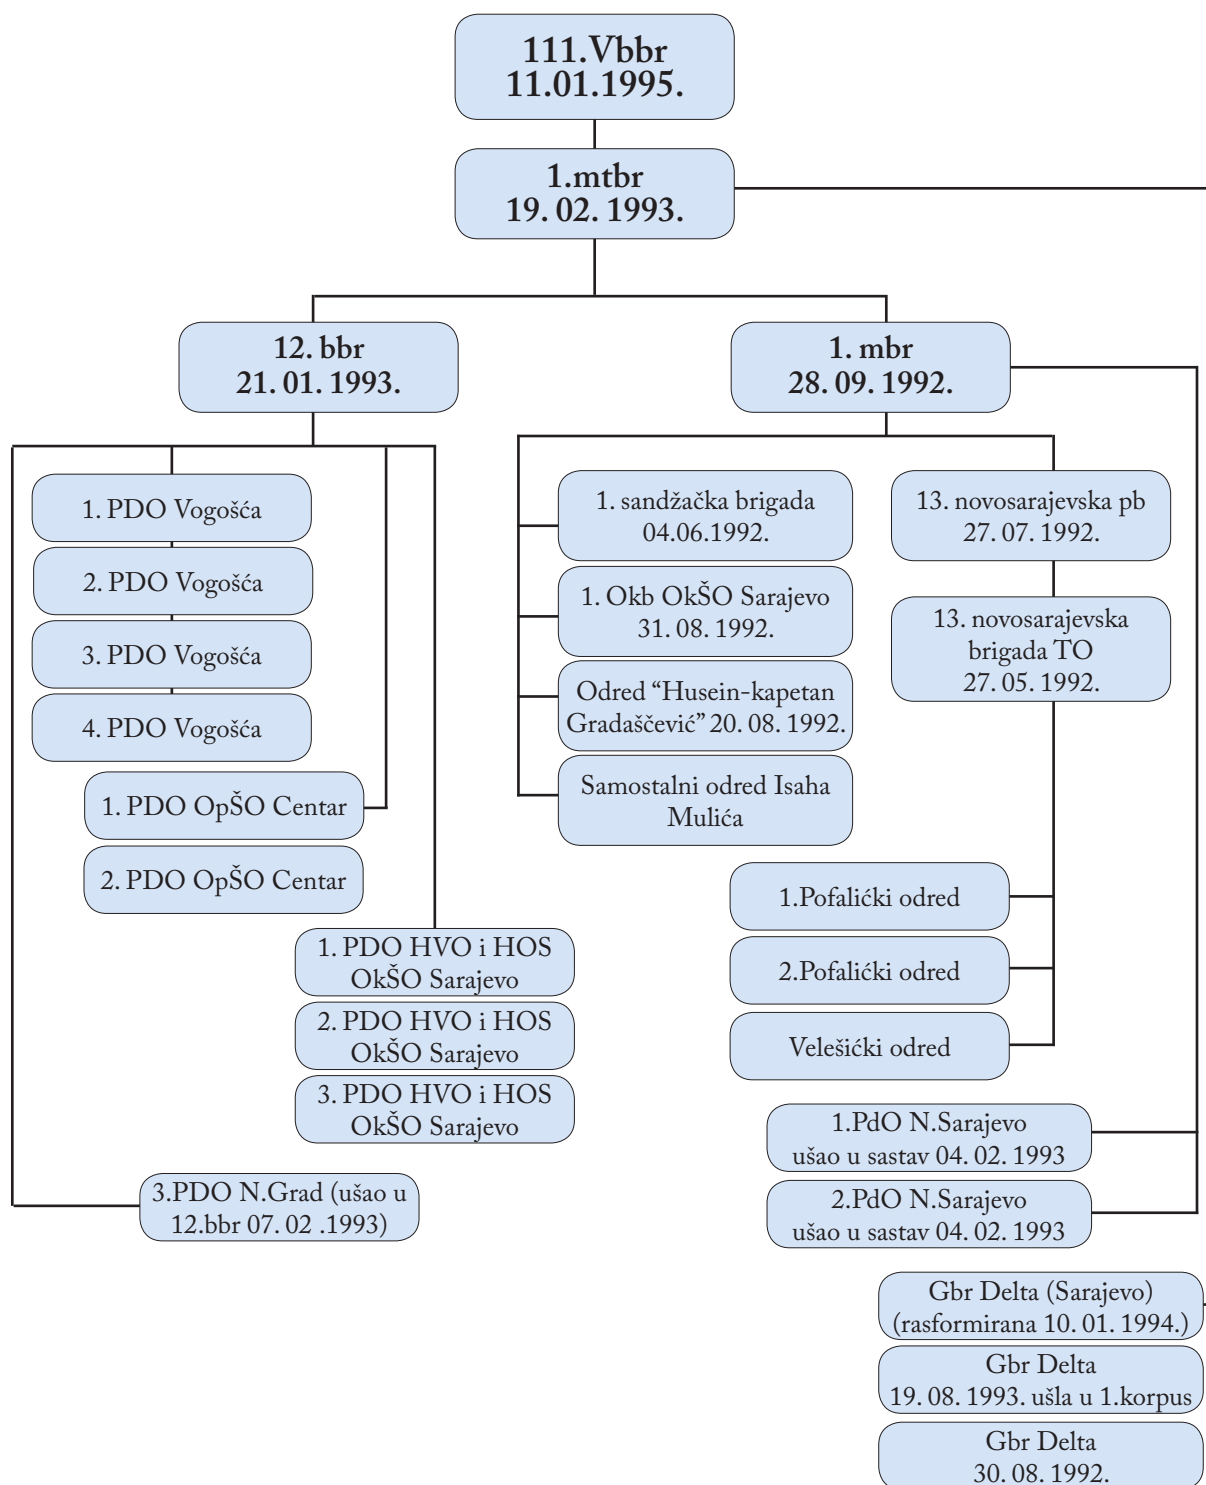 111.Vbbr
11.01.1995.
1.mtbr
19. 02. 1993.
12. bbr
21. 01. 1993.
1. mbr
28. 09. 1992.
1. PDO Vogošća
2. PDO Vogošća
3. PDO Vogošća
4. PDO Vogošća
1. PDO OpŠO Centar
2. PDO OpŠO Centar
1. PDO HVO i HOS
OkŠO Sarajevo
2. PDO HVO i HOS
OkŠO Sarajevo
3. PDO HVO i HOS
OkŠO Sarajevo
3.PDO N.Grad (ušao u
12.bbr 07. 02 .1993)
1. sandžačka brigada
04.06.1992.
1. Okb OkŠO Sarajevo
31. 08. 1992.
Odred “Husein-kapetan
Gradaščević” 20. 08. 1992.
Samostalni odred Isaha
Mulića
13. novosarajevska pb
27. 07. 1992.
13. novosarajevska
brigada TO
27. 05. 1992.
1.Pofalićki odred
2.Pofalićki odred
Velešićki odred
1.PdO N.Sarajevo
ušao u sastav 04. 02. 1993
2.PdO N.Sarajevo
ušao u sastav 04. 02. 1993
Gbr Delta (Sarajevo)
(rasformirana 10. 01. 1994.)
Gbr Delta
19. 08. 1993. ušla u 1.korpus
Gbr Delta
30. 08. 1992.